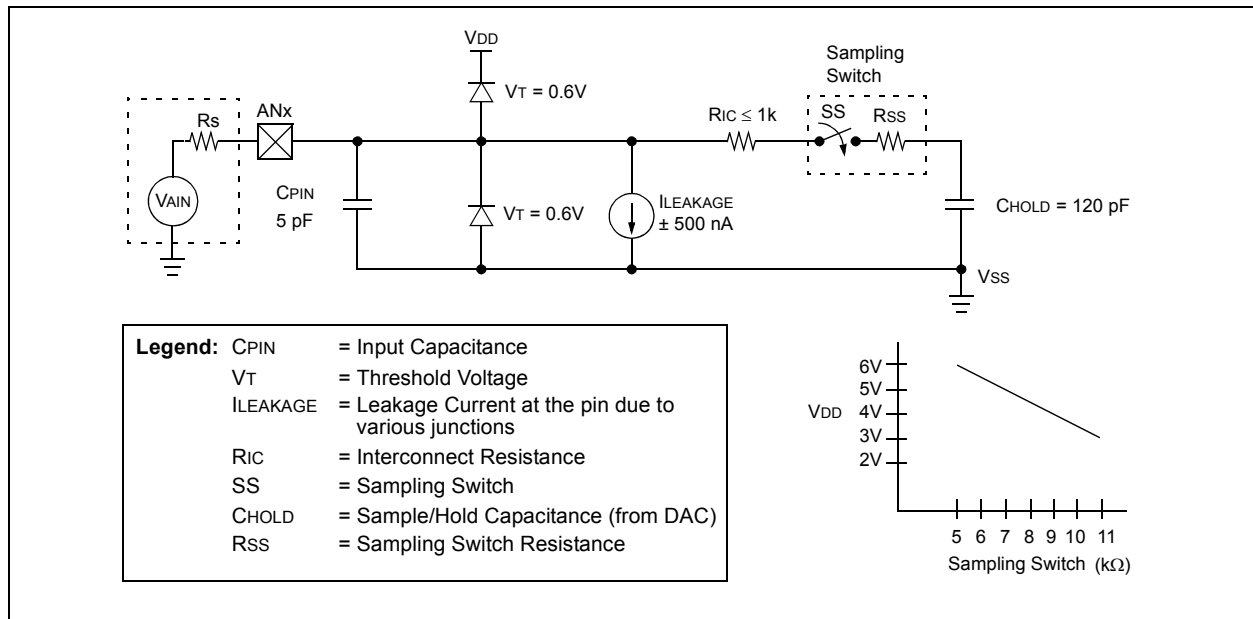 VDD
Sampling
Switch
VT = 0.6V
ANx
Rs
RIC ≤ 1k
SS
RSS
VAIN
CPIN
5 pF
VT = 0.6V
ILEAKAGE
± 500 nA
CHOLD = 120 pF
VSS
Legend: CPIN = Input Capacitance
VT = Threshold Voltage
ILEAKAGE = Leakage Current at the pin due to
various junctions
RIC = Interconnect Resistance
SS = Sampling Switch
CHOLD = Sample/Hold Capacitance (from DAC)
RSS = Sampling Switch Resistance
6V
5V
VDD 4V
3V
2V
5 6 7 8 9 10 11
Sampling Switch (kΩ)